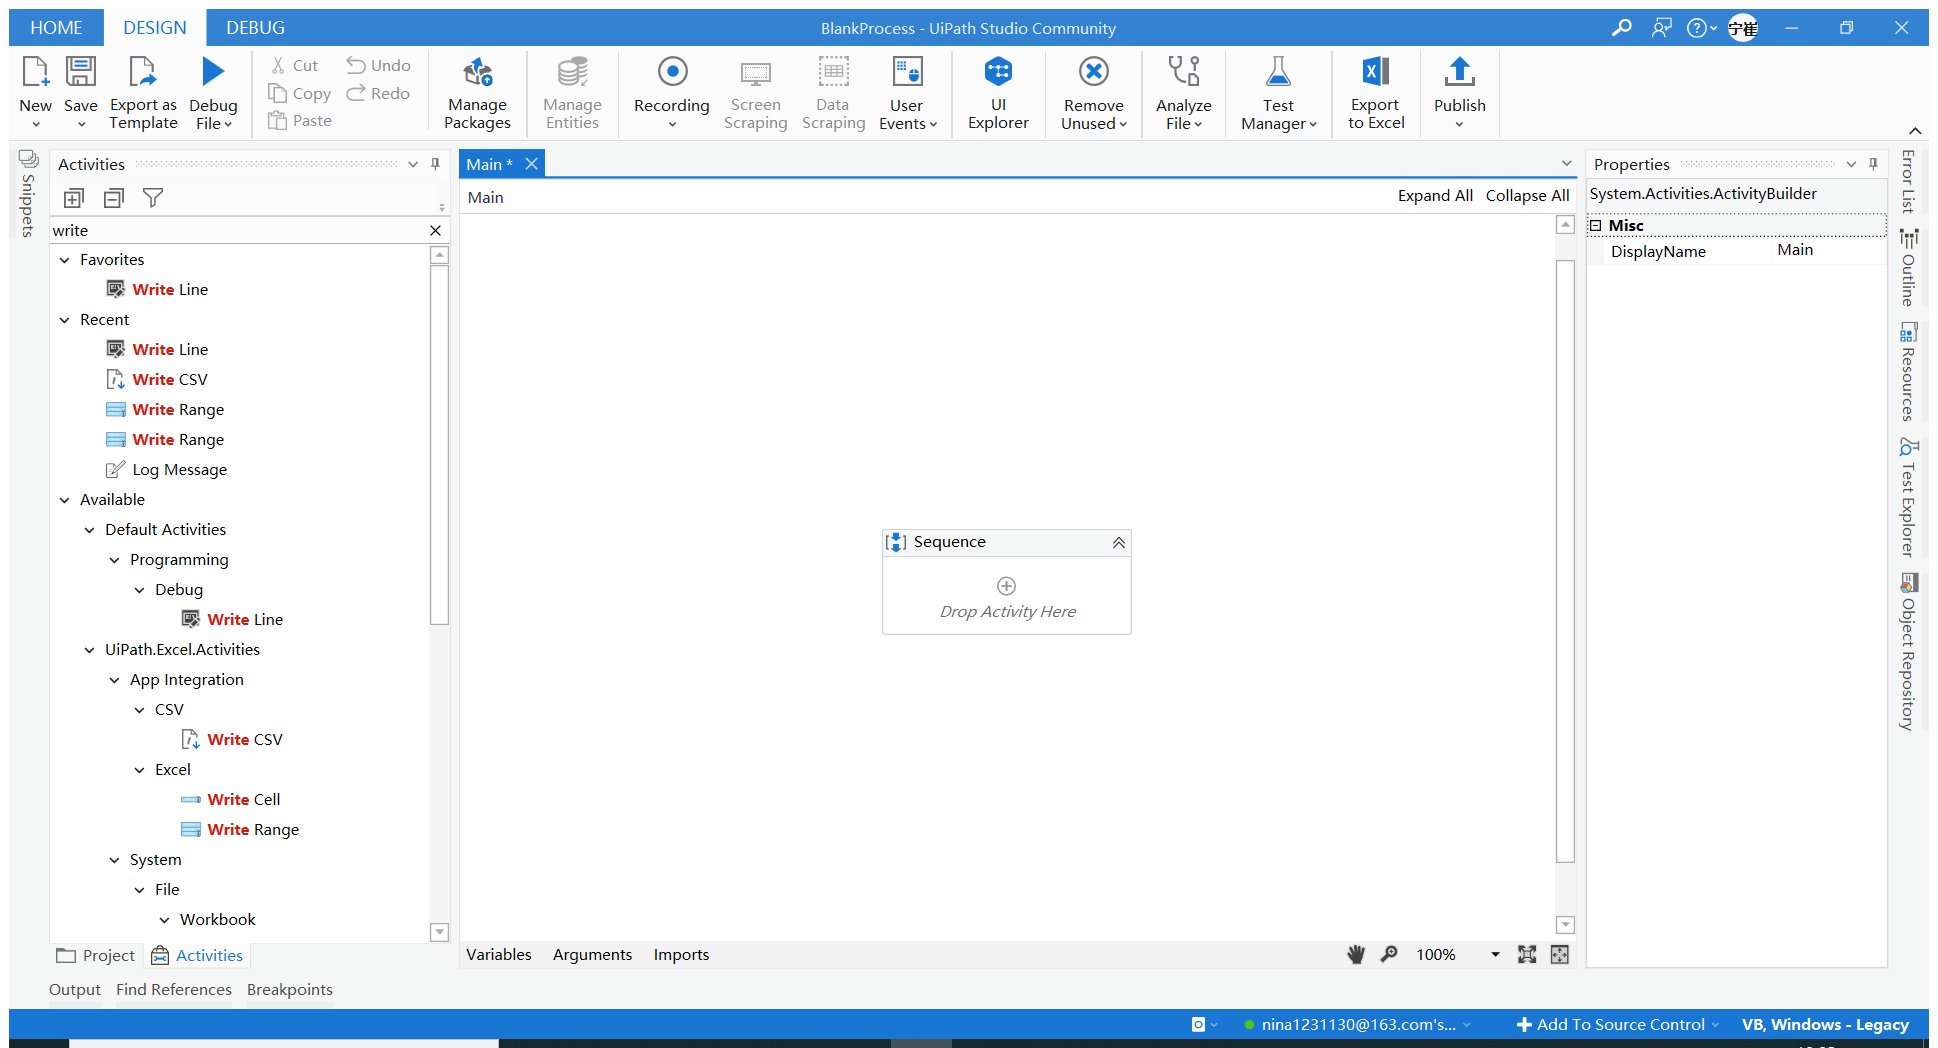 HOME DESIGN DEBUG BlankProcess - UiPath Studio Community 宁崔
New Save Export as Template Debug File Cut Copy Paste Undo Redo Manage Packages Manage Entities Recording Screen Scraping Data Scraping User Events UI Explorer Remove Unused Analyze File Test Manager Export to Excel Publish
Snippets
Activities
write
Favorites
Write Line
Recent
Write Line
Write CSV
Write Range
Write Range
Log Message
Available
Default Activities
Programming
Debug
Write Line
UiPath.Excel.Activities
App Integration
CSV
Write CSV
Excel
Write Cell
Write Range
System
File
Workbook
Project Activities
Main *
Main Expand All Collapse All
Sequence
Drop Activity Here
Variables Arguments Imports 100%
Properties
System.Activities.ActivityBuilder
Misc
DisplayName Main
Error List
Outline
Resources
Test Explorer
Object Repository
Output Find References Breakpoints
nina1231130@163.com's... Add To Source Control VB, Windows - Legacy